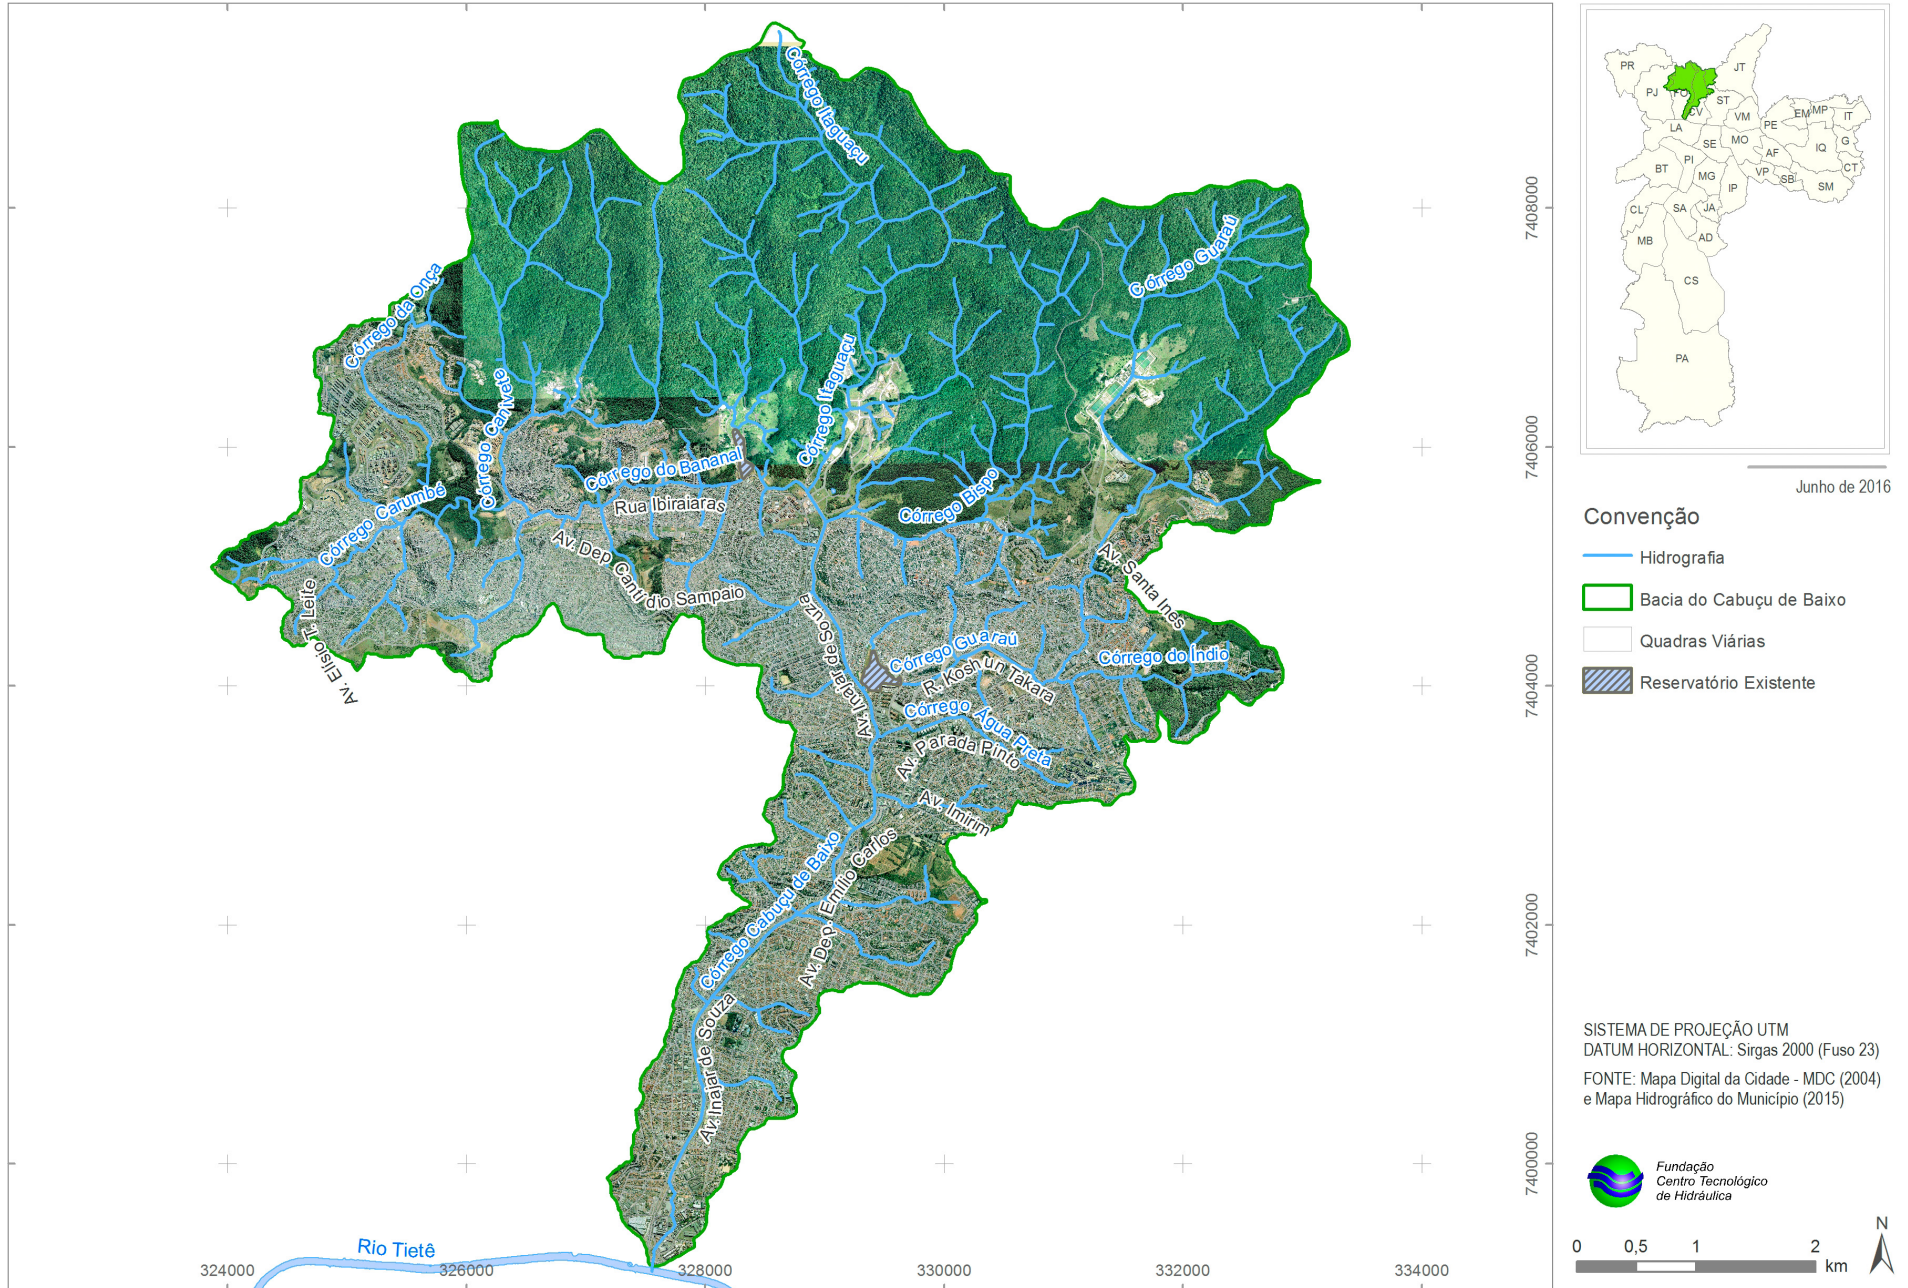 Córrego Itaguaçu
Córrego Guaraú
Córrego da Onça
Córrego Canivete
Córrego Itaguaçu
Córrego do Bananal
Rua Ibiraiaras
Córrego Bispo
Córrego Carumbé
Av. Dep. Cantídio Sampaio
Av. Elísio T. Leite
Av. Inajar de Souza
Av. Santa Ines
Córrego Guaraú
Córrego do Índio
R. Koshun Takara
Córrego Água Preta
Av. Parada Pinto
Av. Imirim
Av. Dep. Emílio Carlos
Córrego Cabuçu de Baixo
Av. Inajar de Souza
Rio Tietê
324000
326000
328000
330000
332000
334000
7408000
7406000
7404000
7402000
7400000
PR
JT
PJ
FO
CV
ST
VM
PE
EM
MP
IT
LA
SE
MO
AF
IQ
G
BT
PI
MG
IP
VP
SB
SM
CT
CL
SA
JA
MB
AD
CS
PA
Junho de 2016
Convenção
Hidrografia
Bacia do Cabuçu de Baixo
Quadras Viárias
Reservatório Existente
SISTEMA DE PROJEÇÃO UTM
DATUM HORIZONTAL: Sirgas 2000 (Fuso 23)
FONTE: Mapa Digital da Cidade - MDC (2004)
e Mapa Hidrográfico do Município (2015)
Fundação
Centro Tecnológico
de Hidráulica
0 0,5 1 2 km
N